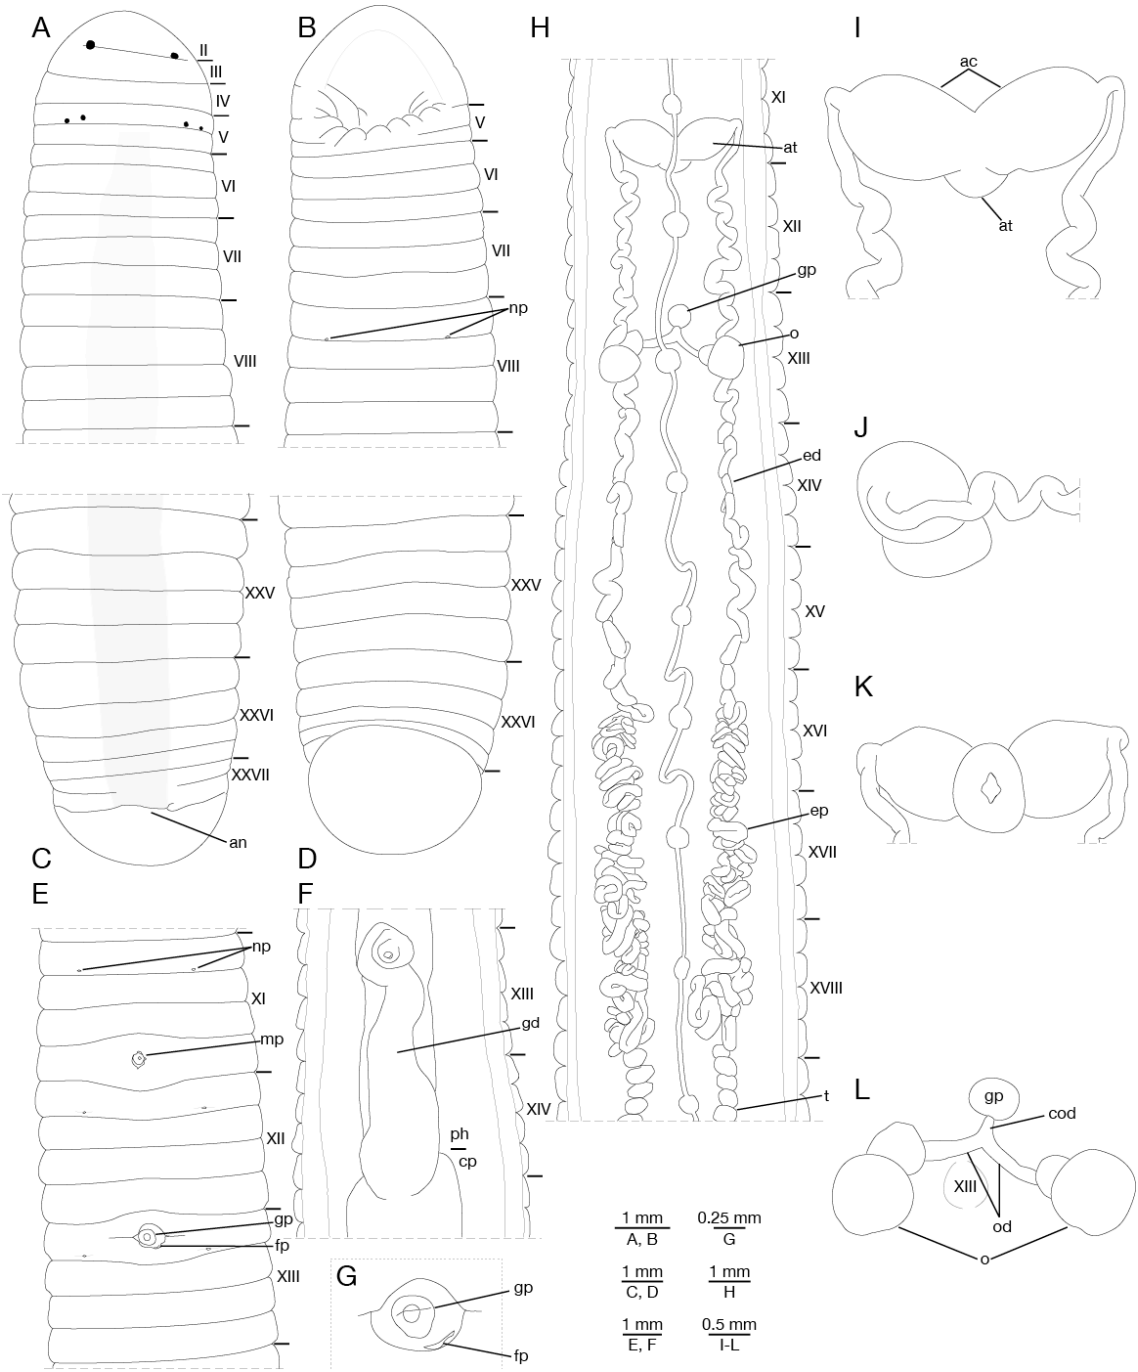 A
II
III
IV
V
VI
VII
VIII
B
V
VI
VII
np
VIII
XXV
XXVI
XXVII
an
C
XXV
XXVI
D
E
np
XI
mp
XII
gp
fp
XIII
F
XIII
gd
XIV
ph
cp
G
gp
fp
H
XI
at
XII
gp
o
XIII
ed
XIV
XV
XVI
ep
XVII
XVIII
t
1 mm
A, B
0.25 mm
G
1 mm
C, D
1 mm
H
1 mm
E, F
0.5 mm
I-L
I
ac
at
J
K
L
gp
cod
XIII
od
o